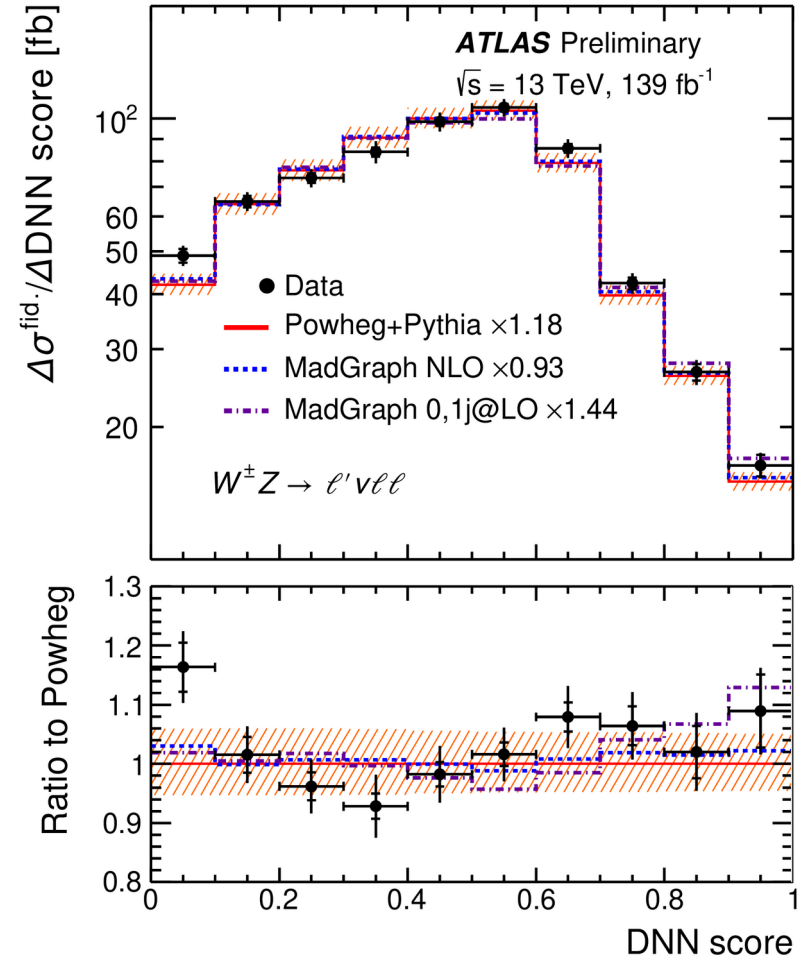 Δσ^fid./ΔDNN score [fb]
ATLAS Preliminary
√s = 13 TeV, 139 fb⁻¹
10²
60
50
40
30
20
Data
Powheg+Pythia ×1.18
MadGraph NLO ×0.93
MadGraph 0,1j@LO ×1.44
W±Z → ℓ′νℓℓ
Ratio to Powheg
1.3
1.2
1.1
1
0.9
0.8
0 0.2 0.4 0.6 0.8 1
DNN score